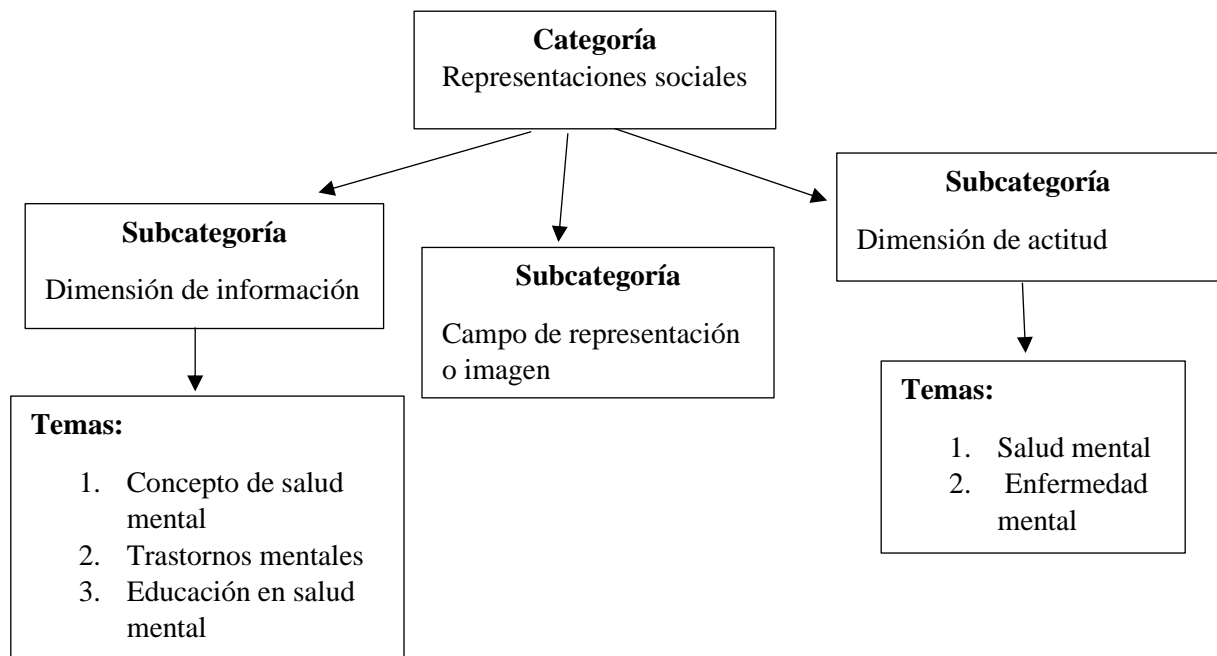 Categoría
Representaciones sociales
Subcategoría
Dimensión de información
Subcategoría
Campo de representación
o imagen
Subcategoría
Dimensión de actitud
Temas:
1. Concepto de salud
mental
2. Trastornos mentales
3. Educación en salud
mental
Temas:
1. Salud mental
2. Enfermedad
mental